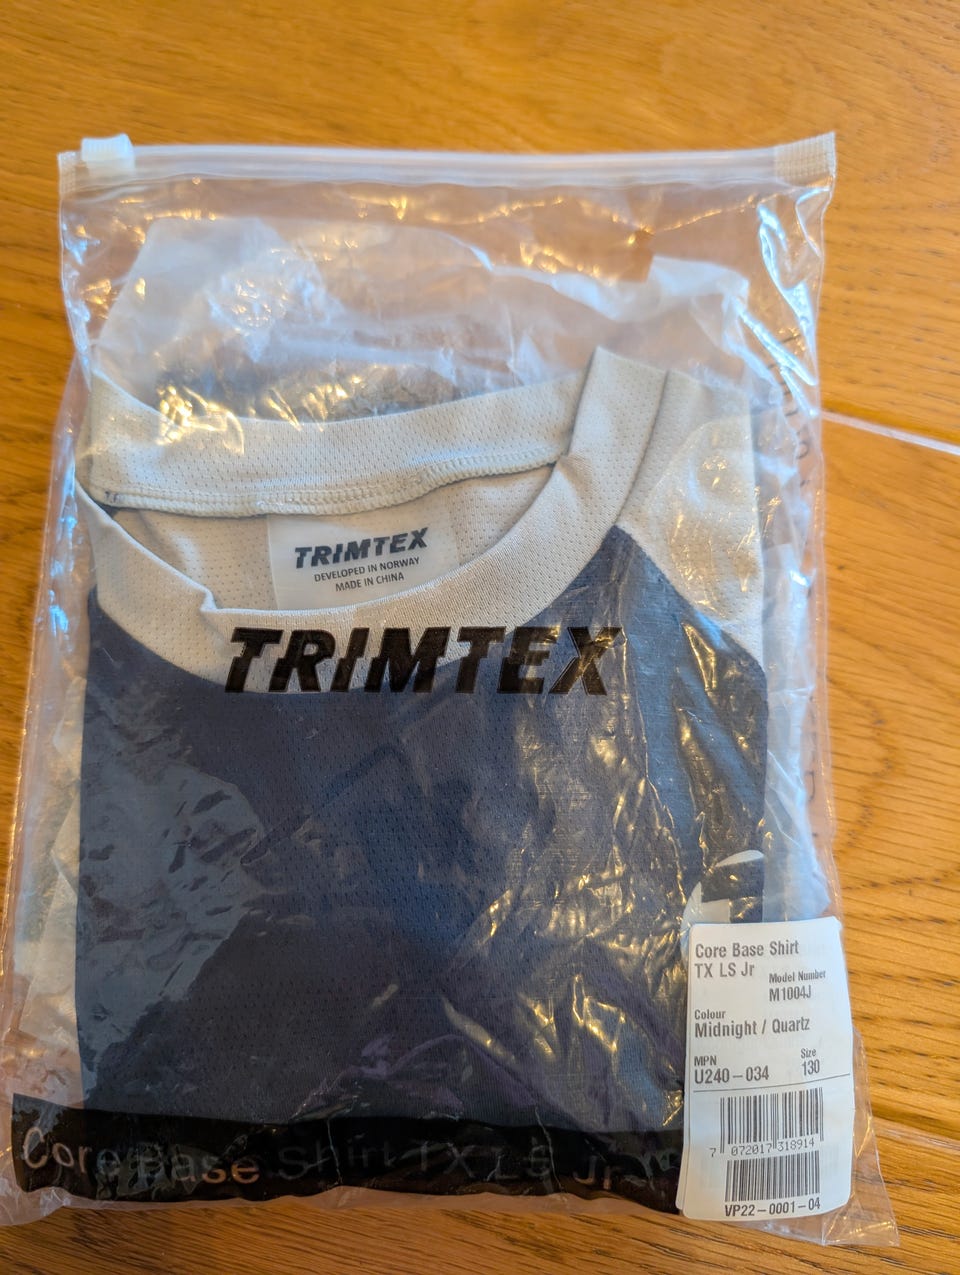 TRIMTEX
DEVELOPED IN NORWAY
MADE IN CHINA
TRIMTEX
Core Base Shirt
TX LS Jr
Model Number
M1004J
Colour
Midnight / Quartz
MPN
U240-034
Size
130
7 072017 318914
VP22-0001-04
Core Base Shirt TX LS Jr